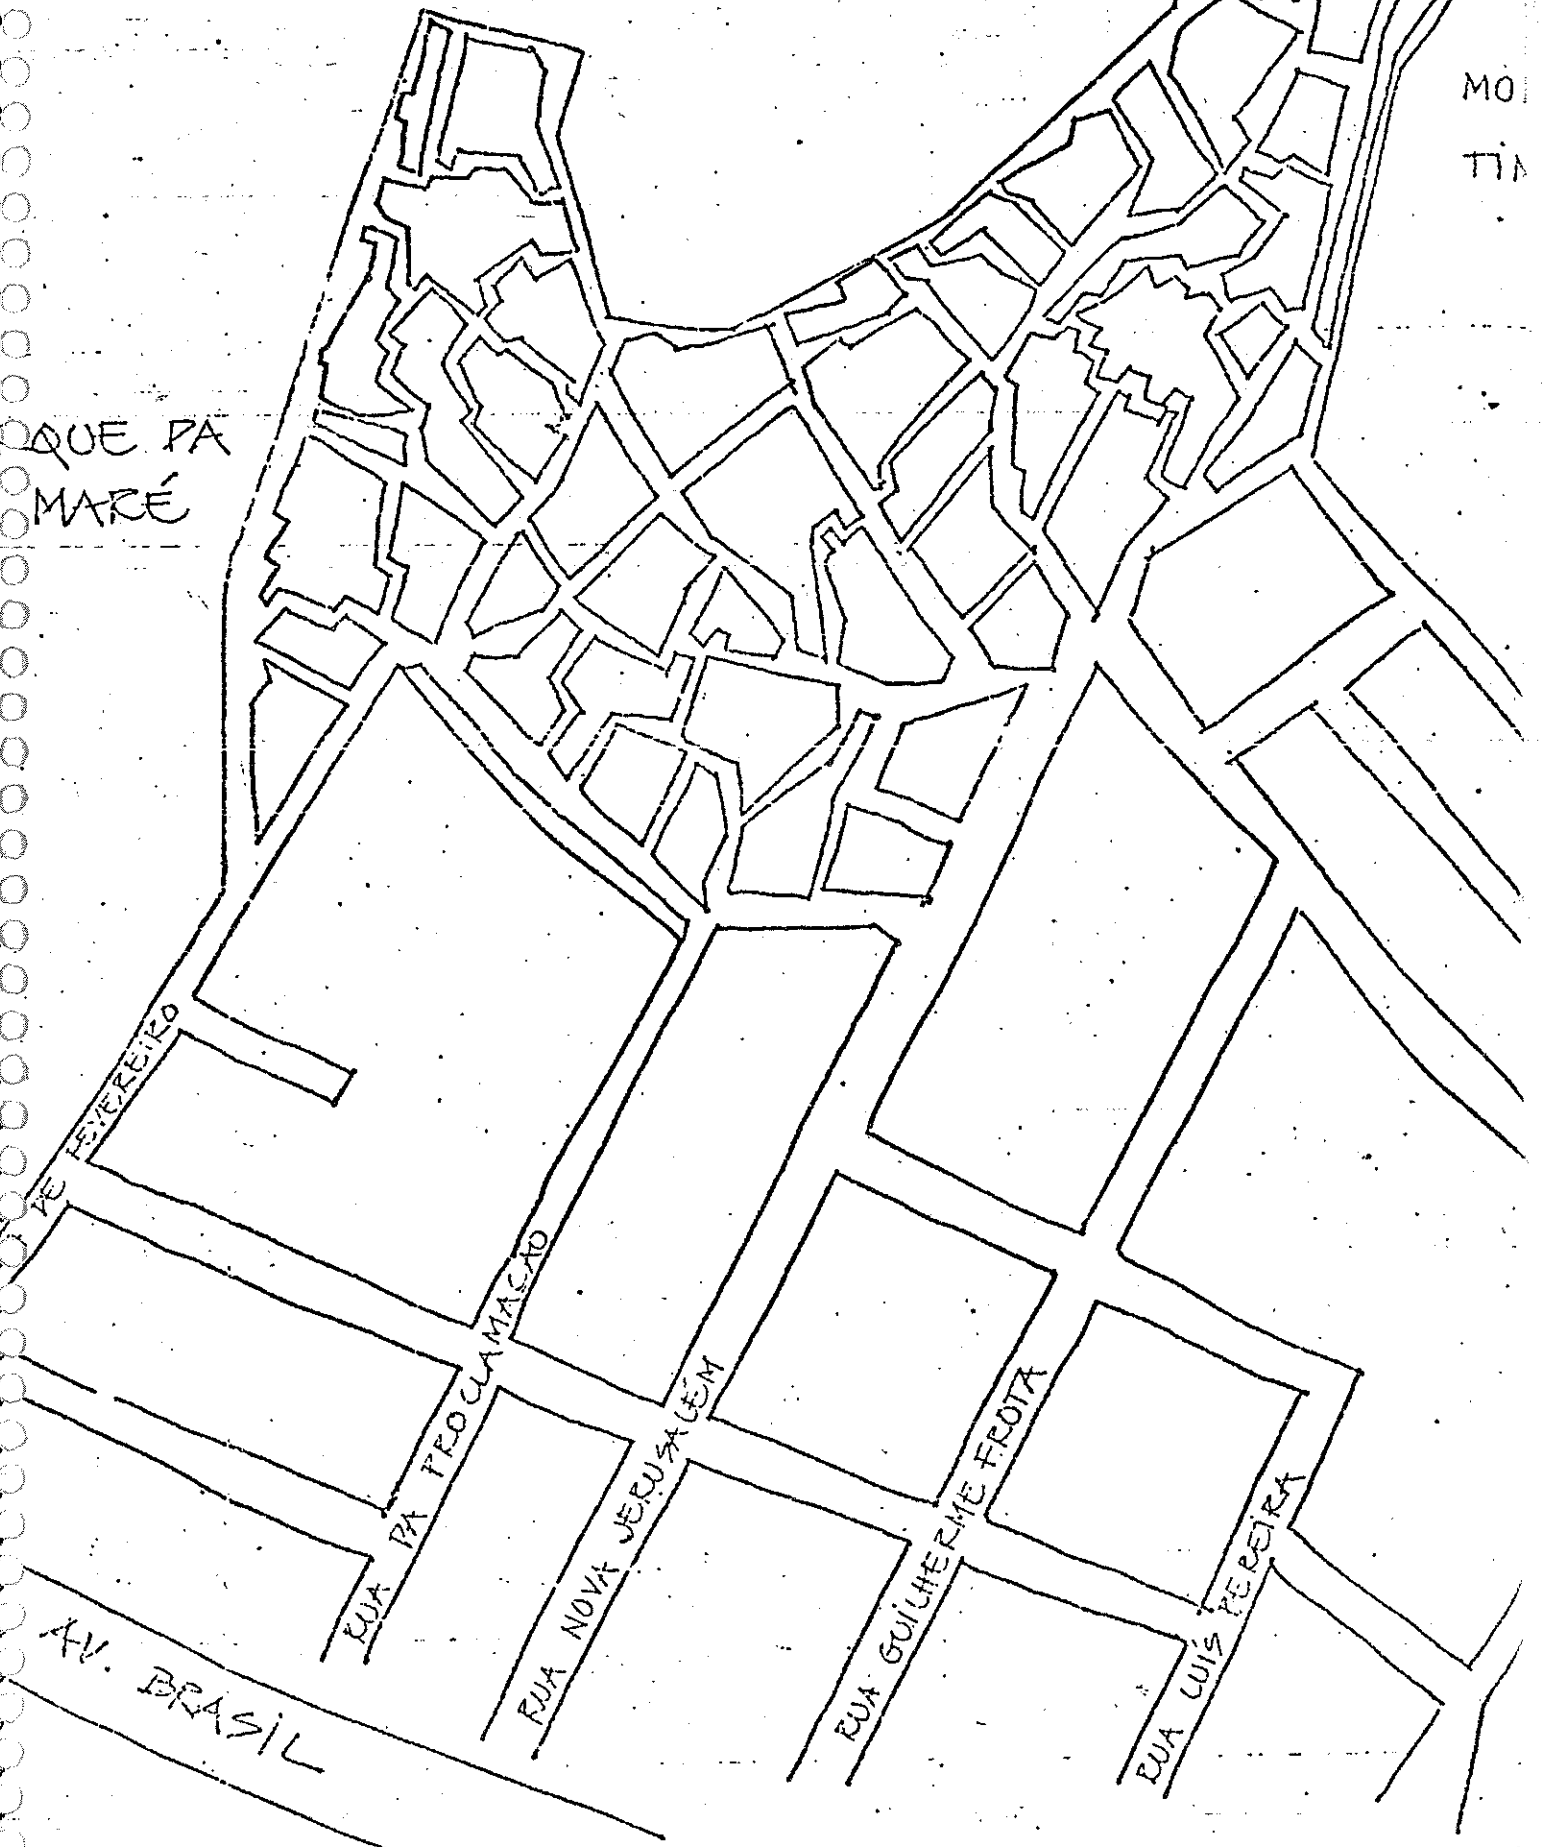 MO
TIM
QUE DA
MARÉ
DE FEVEREIRO
RUA DA PROCLAMAÇÃO
RUA NOVA JERUSALÉM
RUA GUILHERME FROTA
RUA LUÍS PEREIRA
AV. BRASIL